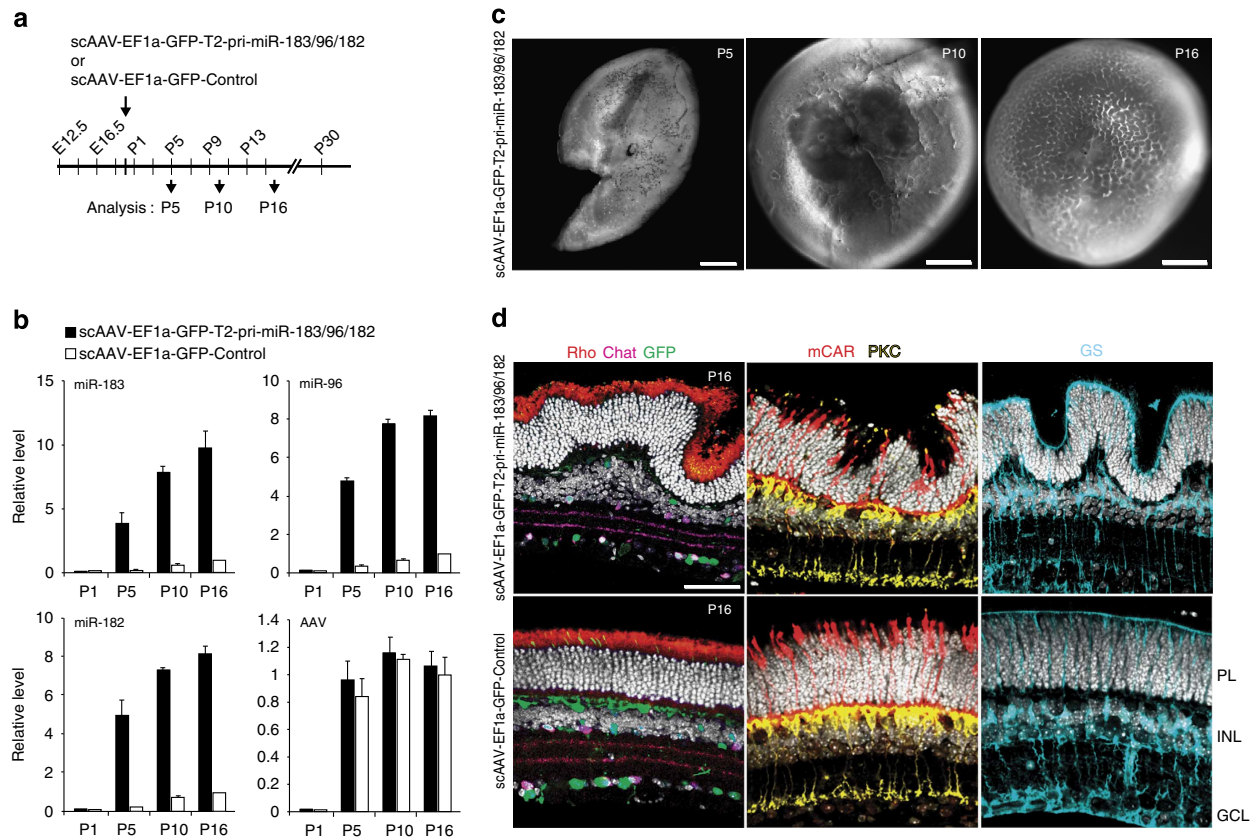 a
scAAV-EF1a-GFP-T2-pri-miR-183/96/182
or
scAAV-EF1a-GFP-Control
E12.5 E16.5 P1 P5 P9 P13 P30
Analysis : P5 P10 P16
b
scAAV-EF1a-GFP-T2-pri-miR-183/96/182
scAAV-EF1a-GFP-Control
miR-183
Relative level
15
10
5
0
P1 P5 P10 P16
miR-96
10
8
6
4
2
0
P1 P5 P10 P16
miR-182
Relative level
8
6
4
2
0
P1 P5 P10 P16
AAV
1.4
1.2
1
0.8
0.6
0.4
0.2
0
P1 P5 P10 P16
c
scAAV-EF1a-GFP-T2-pri-miR-183/96/182
P5
P10
P16
d
Rho Chat GFP
mCAR PKC
GS
scAAV-EF1a-GFP-T2-pri-miR-183/96/182
P16
scAAV-EF1a-GFP-Control
P16
PL
INL
GCL